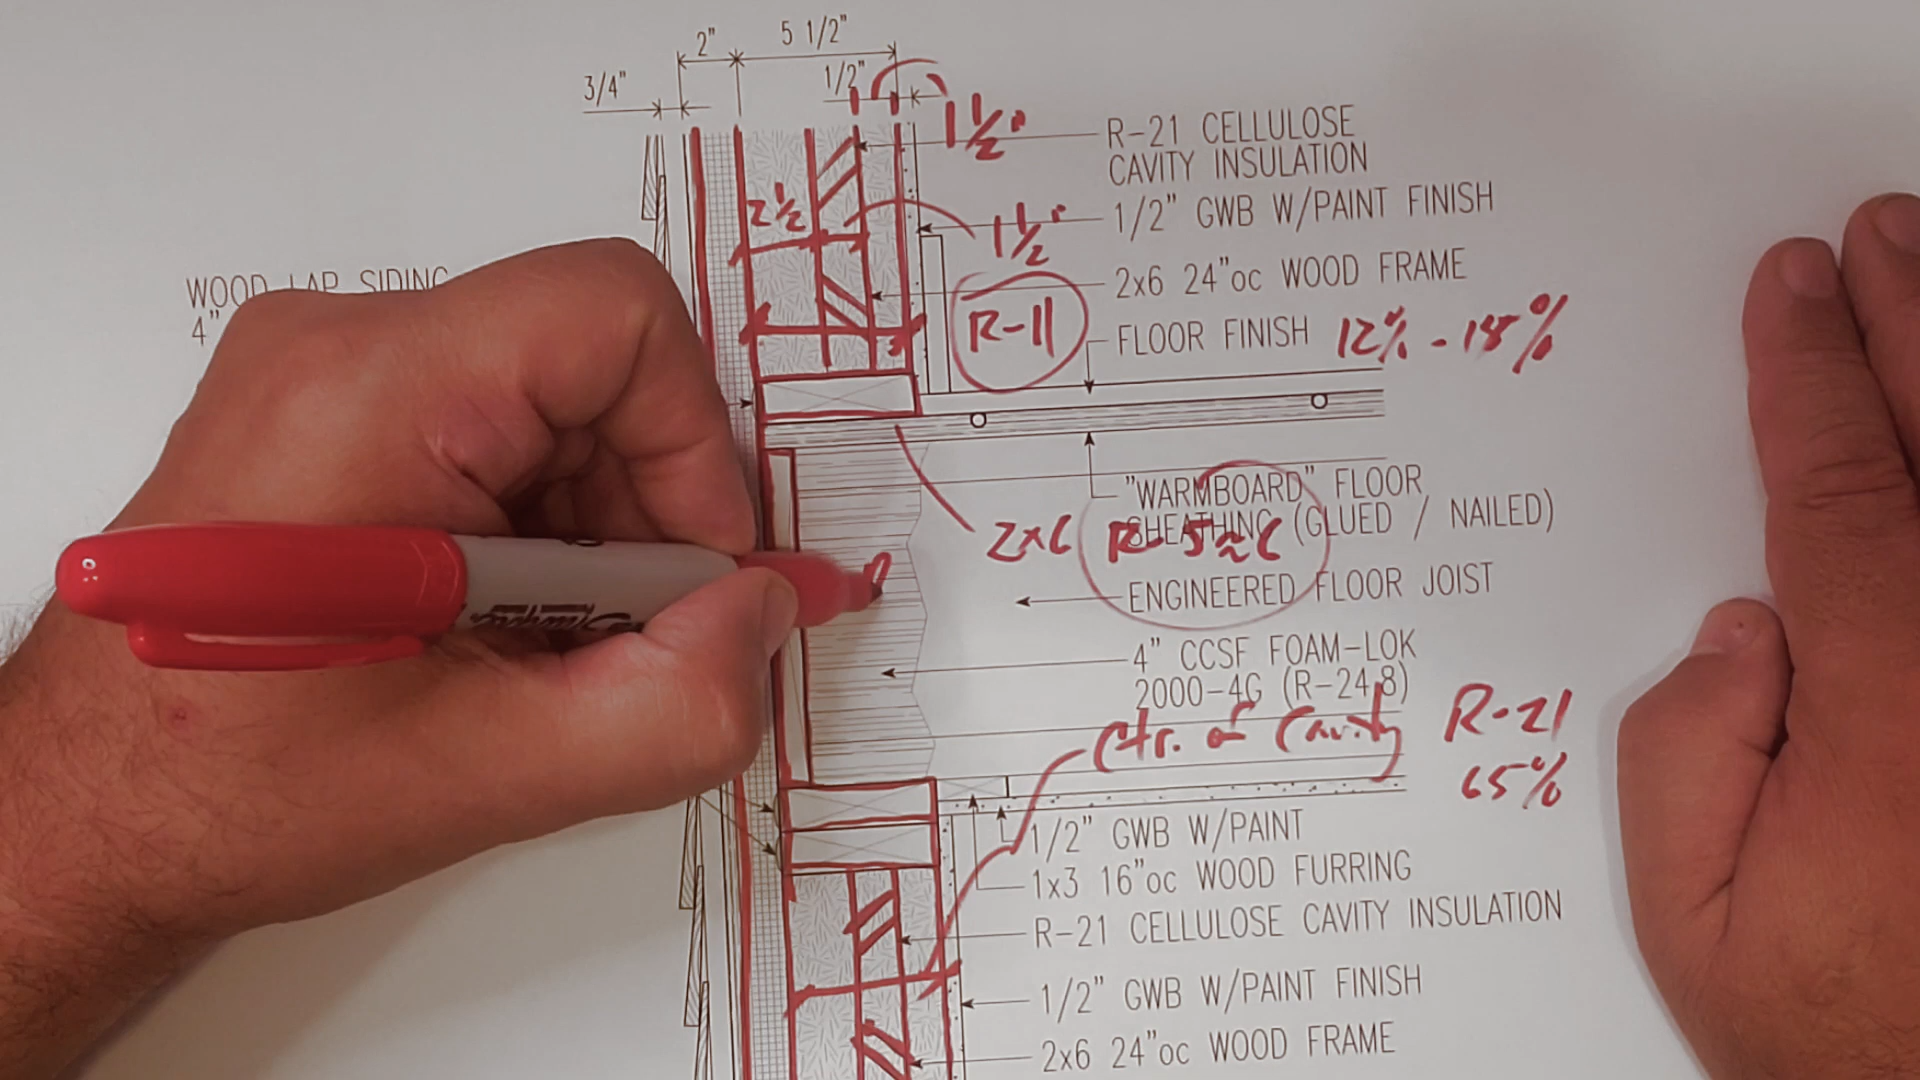 2"
5 1/2"
3/4"
1/2"
1 1/2"
R-21 CELLULOSE
CAVITY INSULATION
2 1/2
1 1/2"
1/2" GWB W/PAINT FINISH
2x6 24"oc WOOD FRAME
WOOD LAP SIDING
4"
R-11
FLOOR FINISH
12% - 18%
"WARMBOARD" FLOOR
SHEATHING (GLUED / NAILED)
2x6
ENGINEERED FLOOR JOIST
4" CCSF FOAM-LOK
2000-4G (R-24.8)
Ctr. of Cavity
R-21
65%
1/2" GWB W/PAINT
1x3 16"oc WOOD FURRING
R-21 CELLULOSE CAVITY INSULATION
1/2" GWB W/PAINT FINISH
2x6 24"oc WOOD FRAME